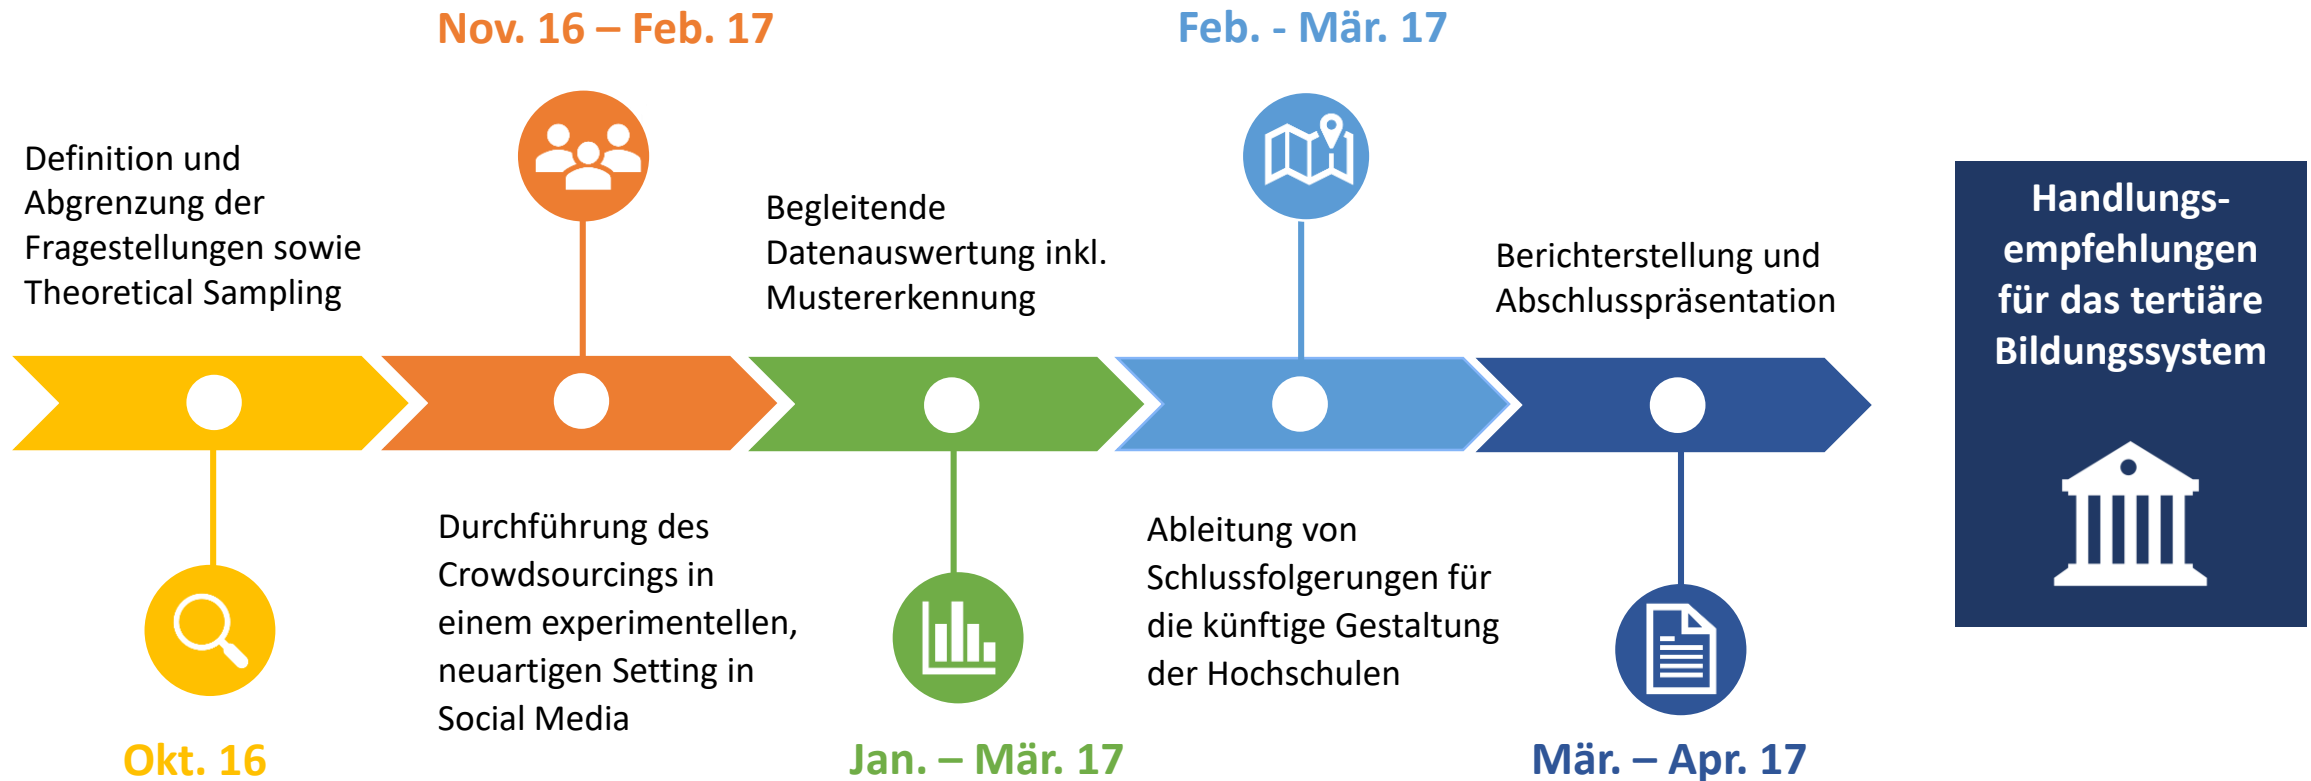 Nov. 16 – Feb. 17
Feb. - Mär. 17
Definition und
Abgrenzung der
Fragestellungen sowie
Theoretical Sampling
Begleitende
Datenauswertung inkl.
Mustererkennung
Berichterstellung und
Abschlusspräsentation
Handlungs-
empfehlungen
für das tertiäre
Bildungssystem
Durchführung des
Crowdsourcings in
einem experimentellen,
neuartigen Setting in
Social Media
Ableitung von
Schlussfolgerungen für
die künftige Gestaltung
der Hochschulen
Okt. 16
Jan. – Mär. 17
Mär. – Apr. 17